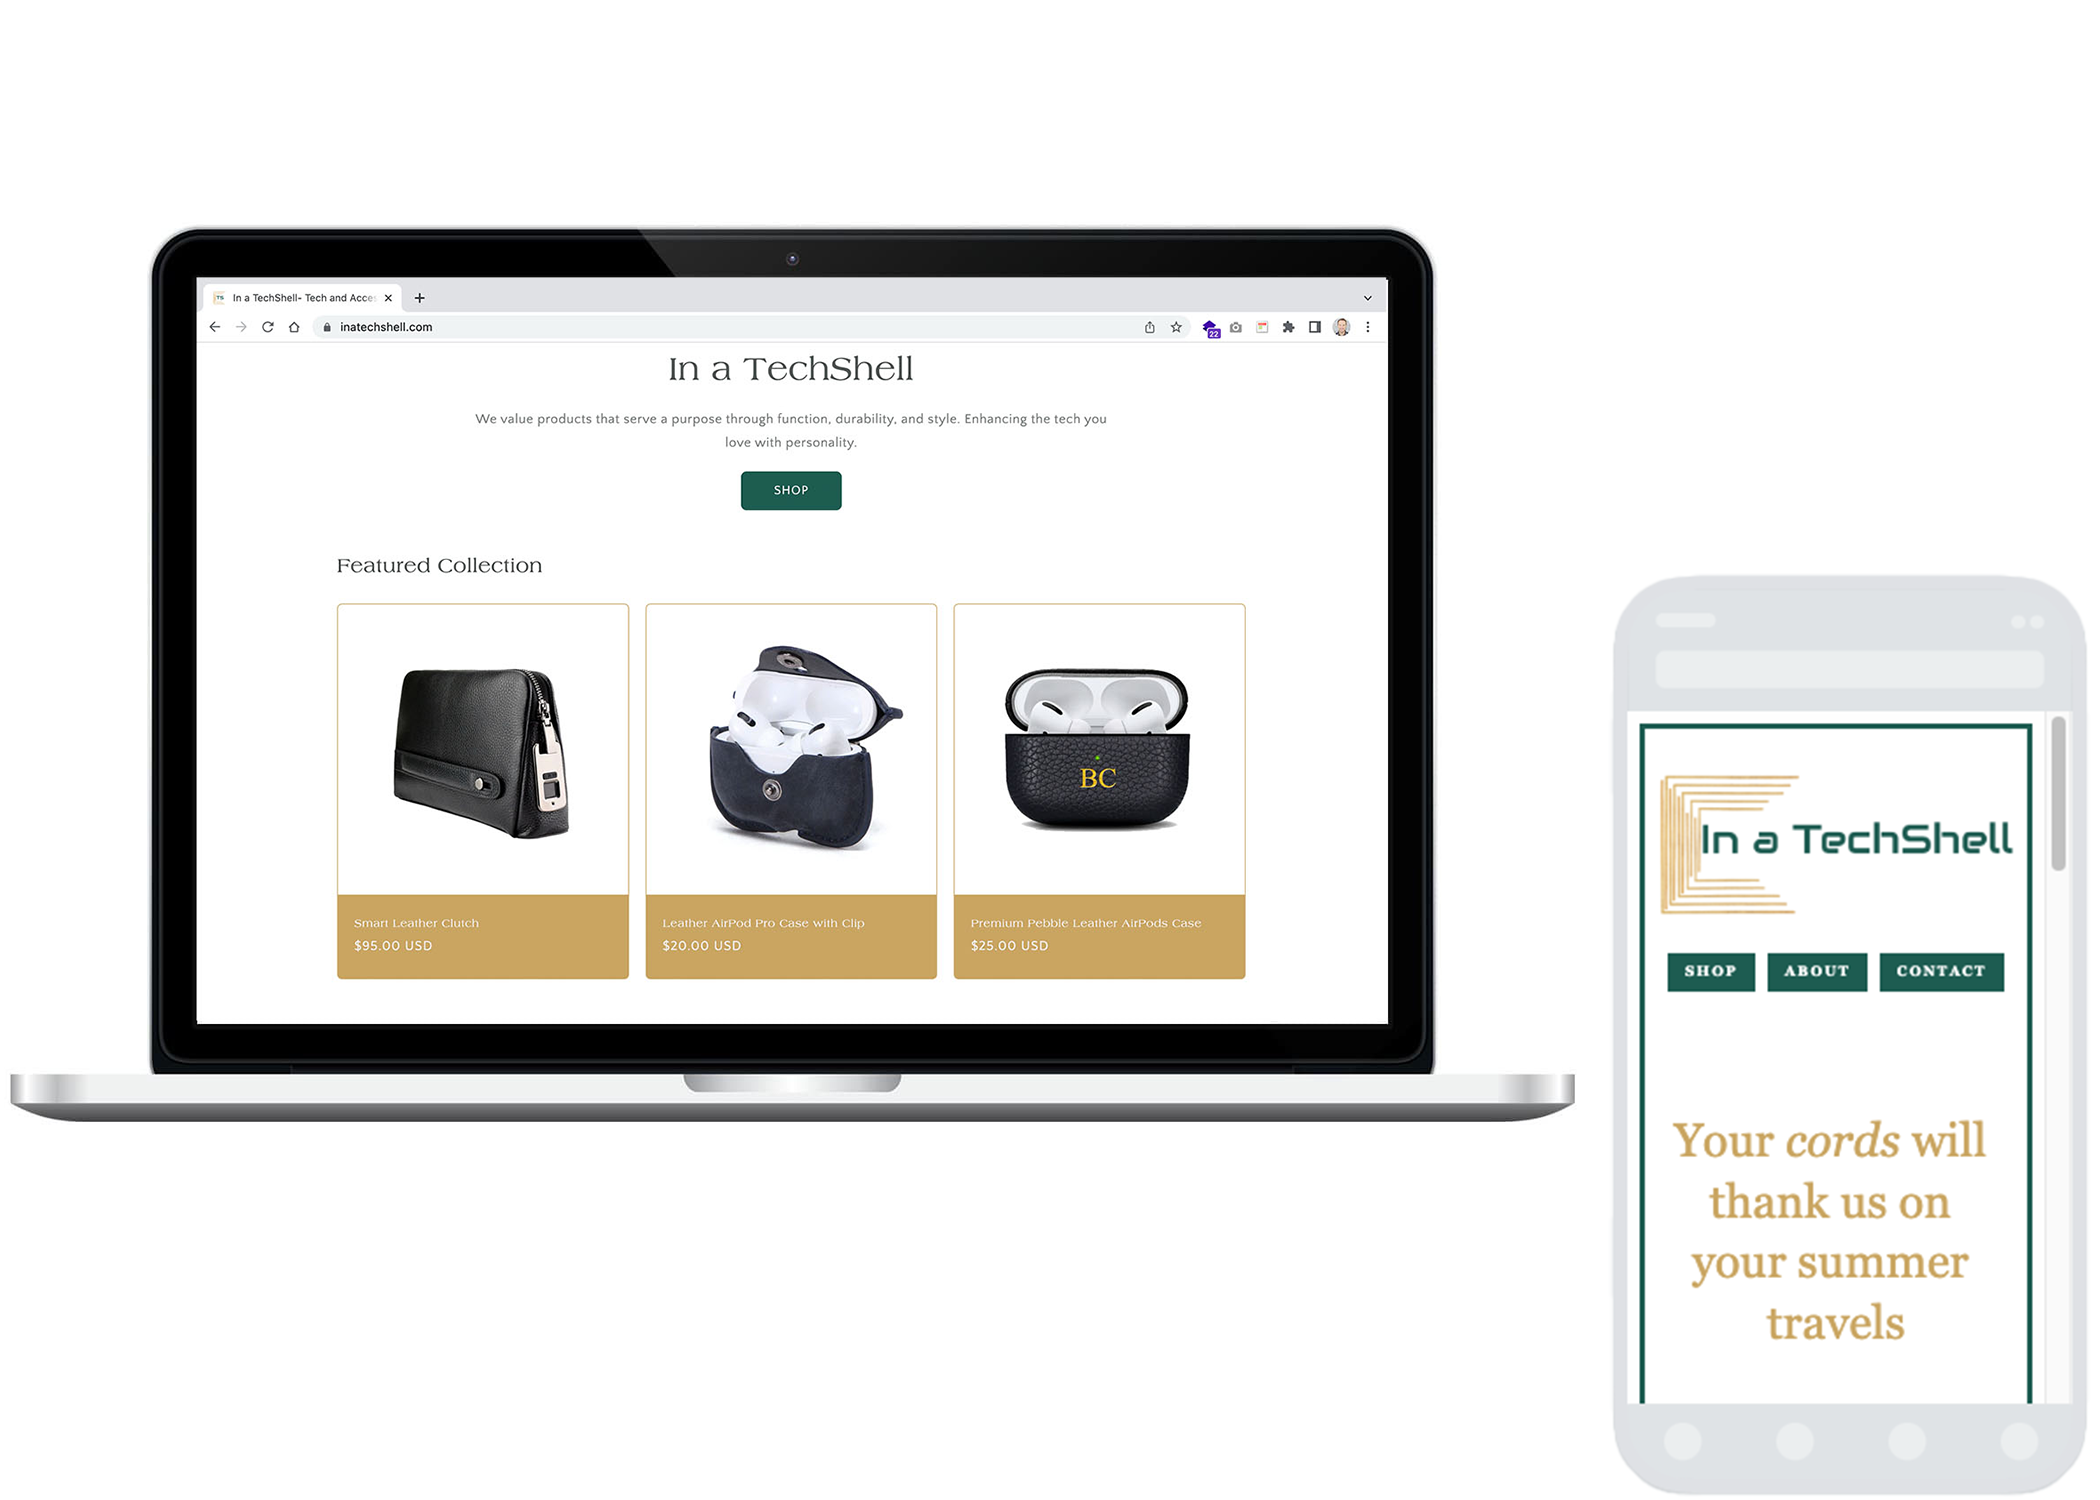 In a TechShell- Tech and Acces
inatechshell.com
22
In a TechShell
We value products that serve a purpose through function, durability, and style. Enhancing the tech you
love with personality.
SHOP
Featured Collection
BC
Smart Leather Clutch
$95.00 USD
Leather AirPod Pro Case with Clip
$20.00 USD
Premium Pebble Leather AirPods Case
$25.00 USD
In a TechShell
SHOP ABOUT CONTACT
Your cords will
thank us on
your summer
travels